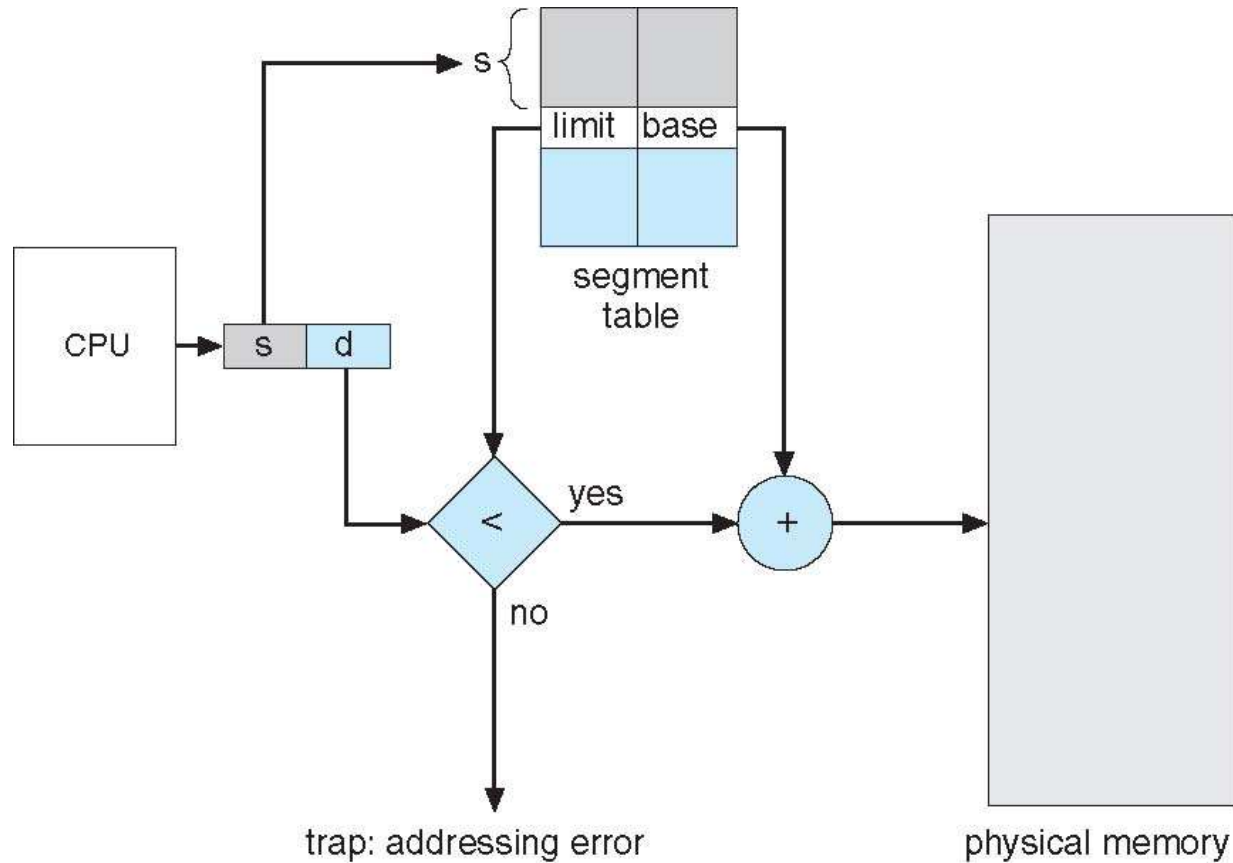 s
limit base
segment
table
CPU
s d
<
yes
+
no
trap: addressing error
physical memory